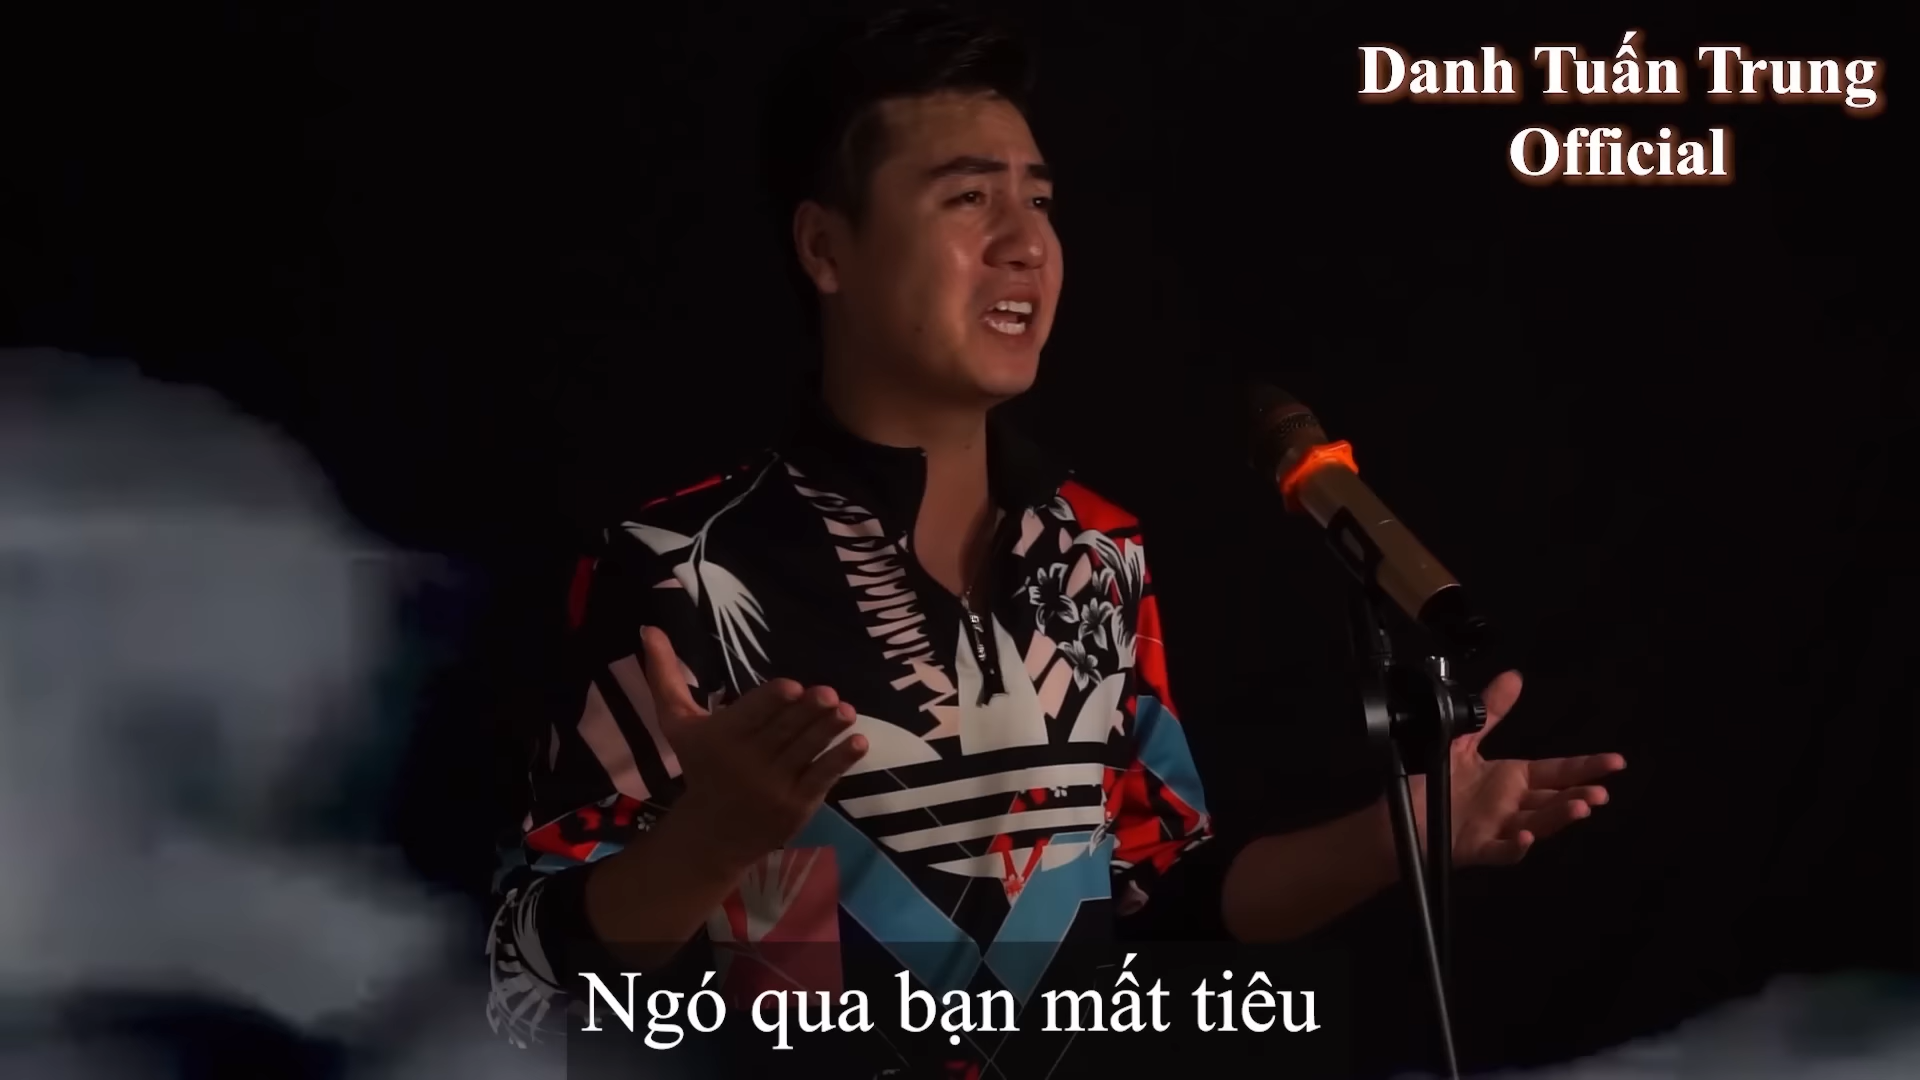 Danh Tuấn Trung
Official
Ngó qua bạn mất tiêu